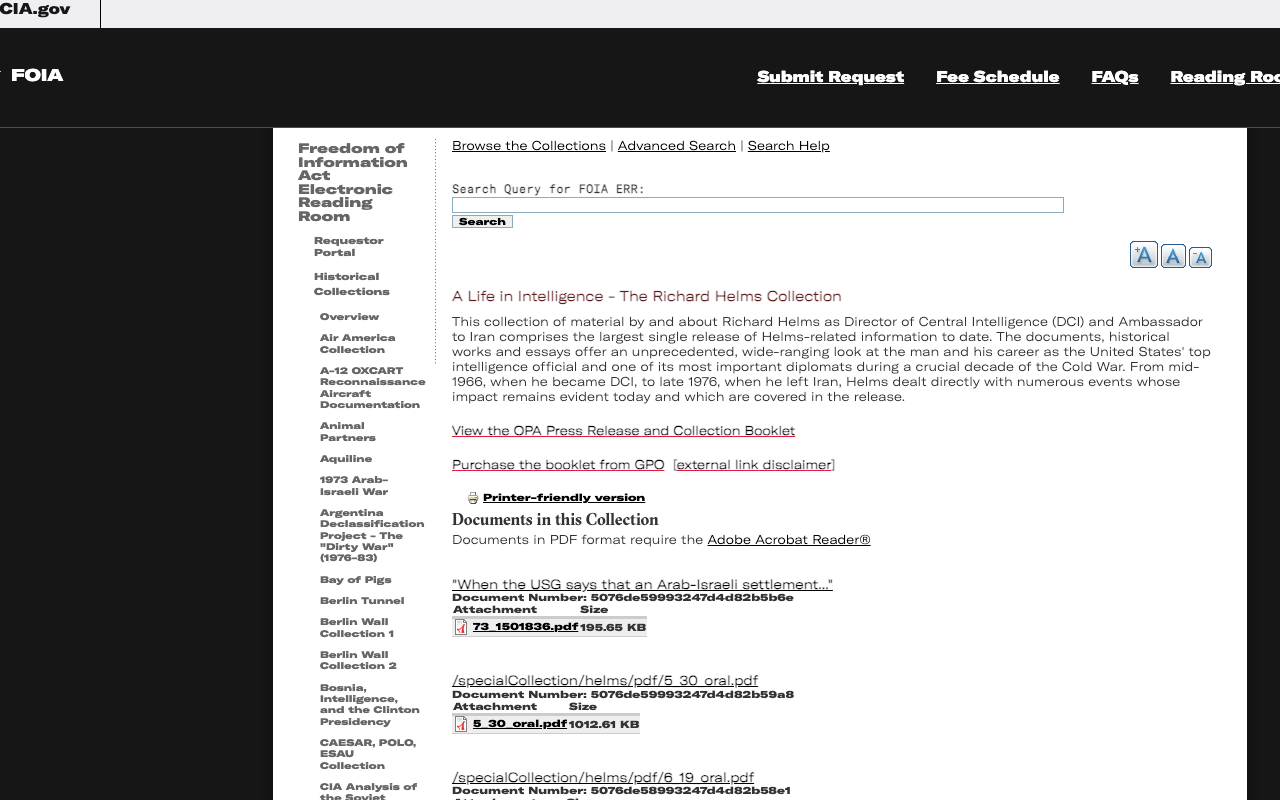 CIA.gov
FOIA
Submit Request
Fee Schedule
FAQs
Reading Roo
Freedom of
Information
Act
Electronic
Reading
Room
Requestor
Portal
Historical
Collections
Overview
Air America
Collection
A-12 OXCART
Reconnaissance
Aircraft
Documentation
Animal
Partners
Aquiline
1973 Arab-
Israeli War
Argentina
Declassification
Project - The
"Dirty War"
(1976-83)
Bay of Pigs
Berlin Tunnel
Berlin Wall
Collection 1
Berlin Wall
Collection 2
Bosnia,
Intelligence,
and the Clinton
Presidency
CAESAR, POLO,
ESAU
Collection
CIA Analysis of
the Soviet
Browse the Collections | Advanced Search | Search Help
Search Query for FOIA ERR:
Search
+A A -A
A Life in Intelligence - The Richard Helms Collection
This collection of material by and about Richard Helms as Director of Central Intelligence (DCI) and Ambassador
to Iran comprises the largest single release of Helms-related information to date. The documents, historical
works and essays offer an unprecedented, wide-ranging look at the man and his career as the United States' top
intelligence official and one of its most important diplomats during a crucial decade of the Cold War. From mid-
1966, when he became DCI, to late 1976, when he left Iran, Helms dealt directly with numerous events whose
impact remains evident today and which are covered in the release.
View the OPA Press Release and Collection Booklet
Purchase the booklet from GPO [external link disclaimer]
Printer-friendly version
Documents in this Collection
Documents in PDF format require the Adobe Acrobat Reader®
"When the USG says that an Arab-Israeli settlement..."
Document Number: 5076de59993247d4d82b5b6e
Attachment Size
73_1501836.pdf 195.65 KB
/specialCollection/helms/pdf/5_30_oral.pdf
Document Number: 5076de59993247d4d82b59a8
Attachment Size
5_30_oral.pdf 1012.61 KB
/specialCollection/helms/pdf/6_19_oral.pdf
Document Number: 5076de58993247d4d82b58e1